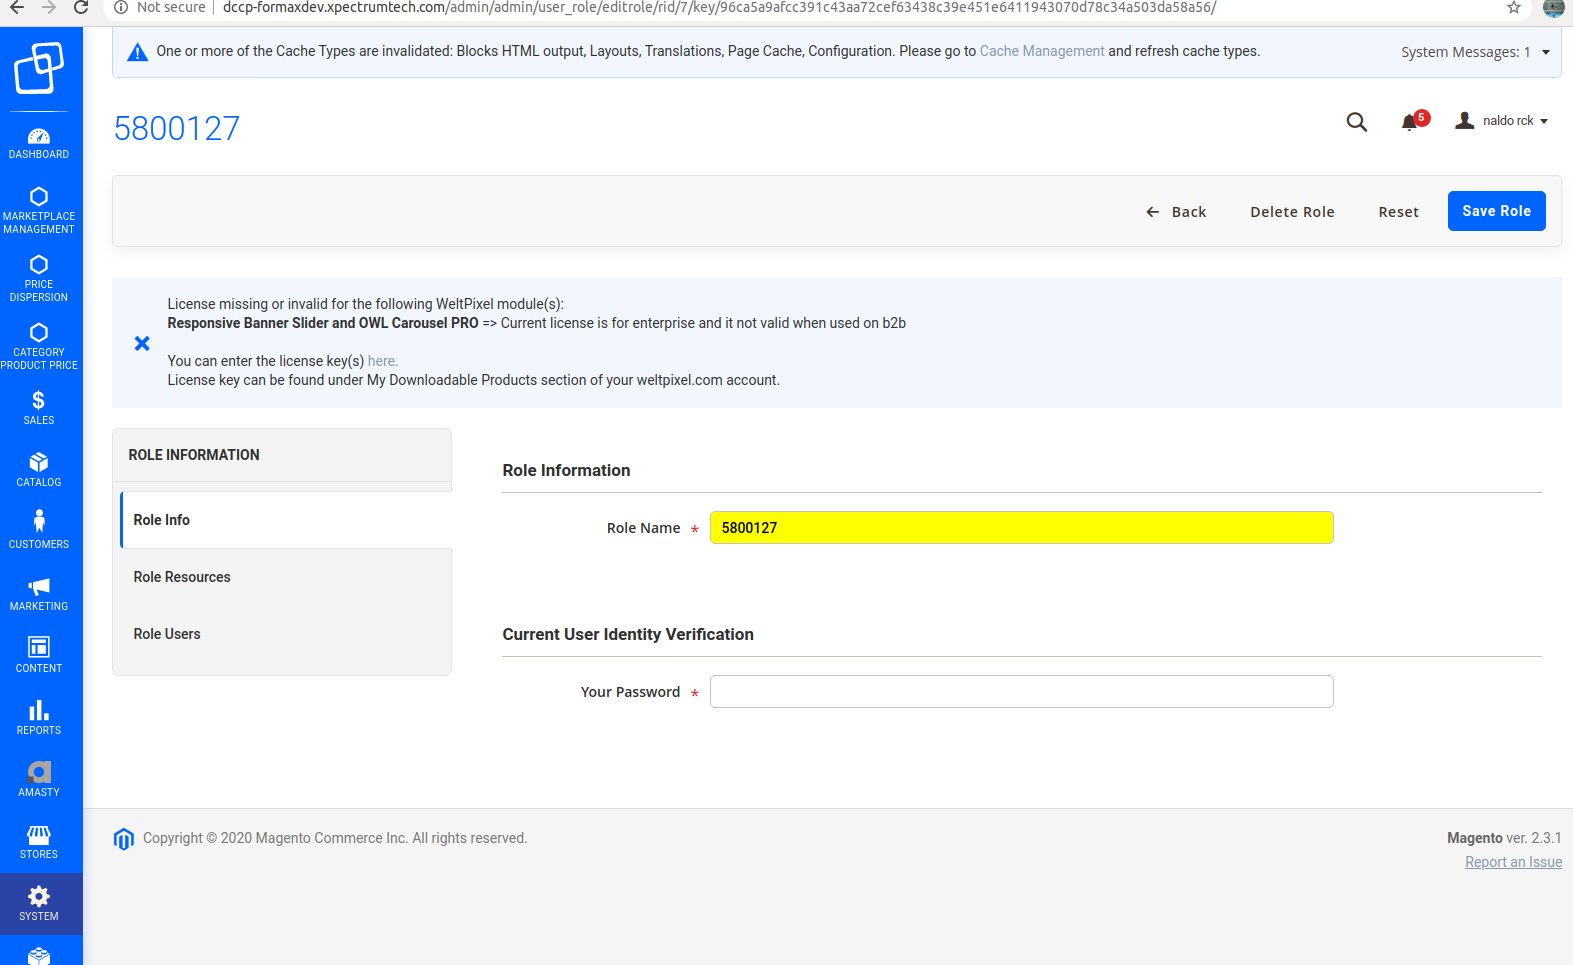 Not secure dccp-formaxdev.xpectrumtech.com/admin/admin/user_role/editrole/rid/7/key/96ca5a9afcc391c43aa72cef63438c39e451e6411943070d78c34a503da58a56/
One or more of the Cache Types are invalidated: Blocks HTML output, Layouts, Translations, Page Cache, Configuration. Please go to Cache Management and refresh cache types.
System Messages: 1
5800127
5
naldo rck
Back
Delete Role
Reset
Save Role
License missing or invalid for the following WeltPixel module(s):
Responsive Banner Slider and OWL Carousel PRO => Current license is for enterprise and it not valid when used on b2b
You can enter the license key(s) here.
License key can be found under My Downloadable Products section of your weltpixel.com account.
DASHBOARD
MARKETPLACE
MANAGEMENT
PRICE
DISPERSION
CATEGORY
PRODUCT PRICE
SALES
CATALOG
CUSTOMERS
MARKETING
CONTENT
REPORTS
AMASTY
STORES
SYSTEM
ROLE INFORMATION
Role Info
Role Resources
Role Users
Role Information
Role Name *
5800127
Current User Identity Verification
Your Password *
Copyright © 2020 Magento Commerce Inc. All rights reserved.
Magento ver. 2.3.1
Report an Issue